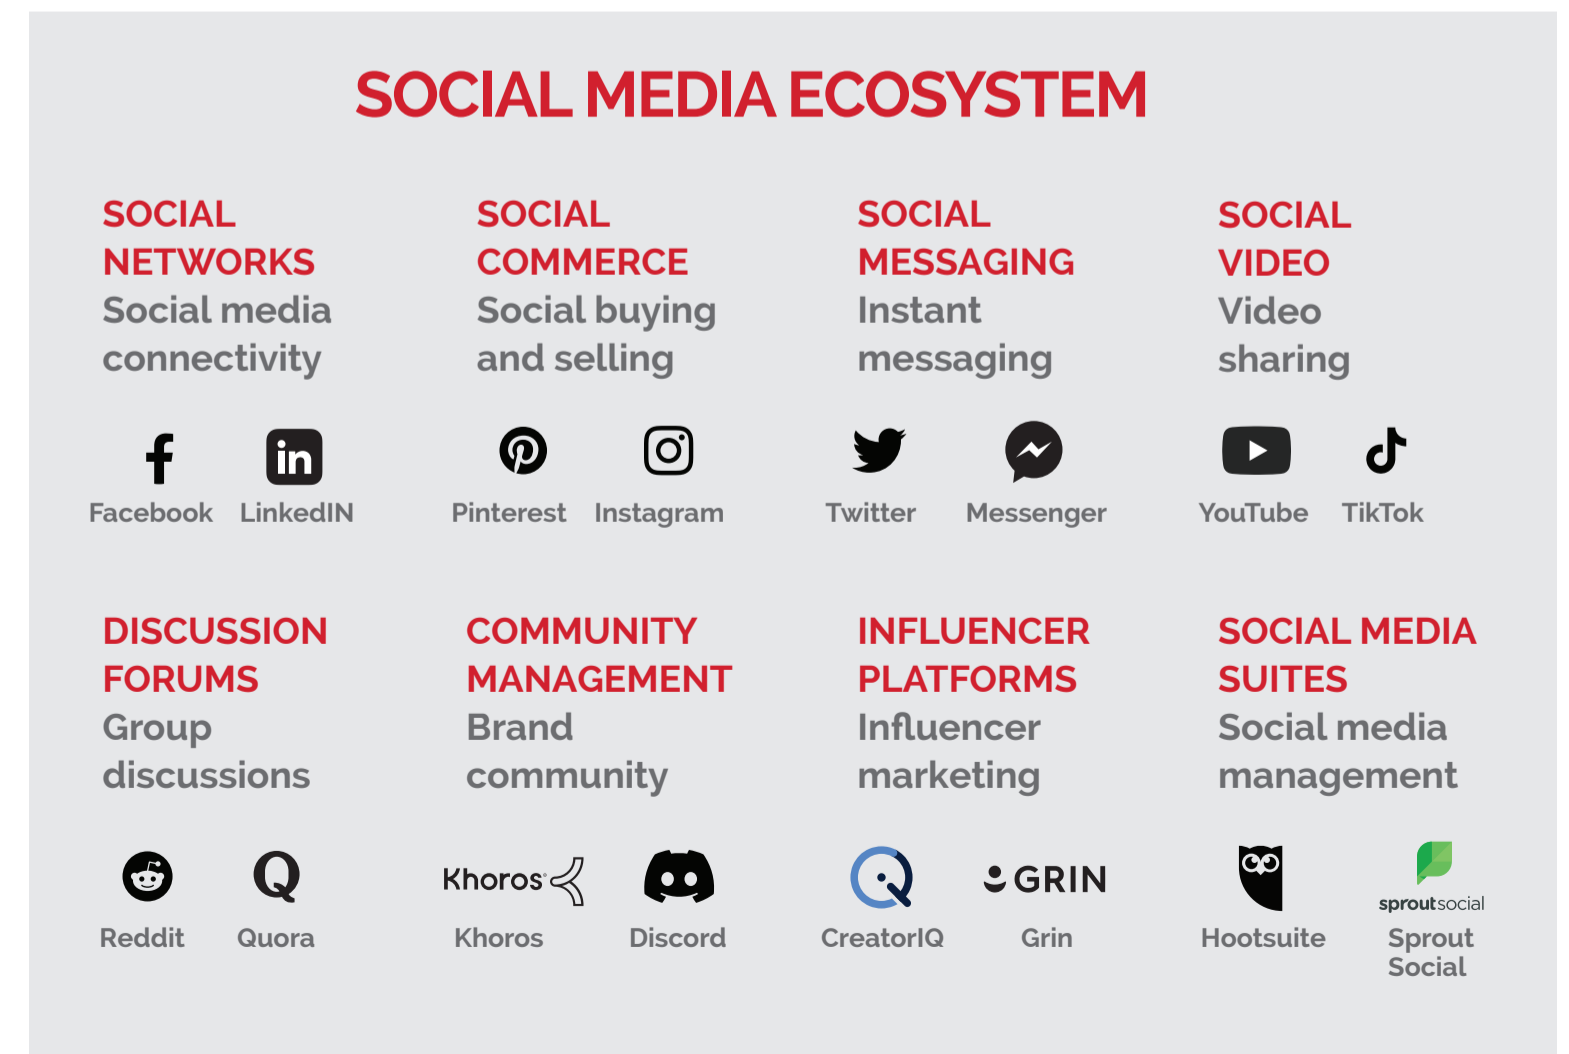 SOCIAL MEDIA ECOSYSTEM
SOCIAL
NETWORKS
Social media
connectivity
in
Facebook
LinkedIN
SOCIAL
COMMERCE
Social buying
and selling
Pinterest
Instagram
SOCIAL
MESSAGING
Instant
messaging
Twitter
Messenger
SOCIAL
VIDEO
Video
sharing
YouTube
TikTok
DISCUSSION
FORUMS
Group
discussions
Reddit
Quora
COMMUNITY
MANAGEMENT
Brand
community
Khoros
Khoros
Discord
INFLUENCER
PLATFORMS
Influencer
marketing
GRIN
CreatorIQ
Grin
SOCIAL MEDIA
SUITES
Social media
management
sproutsocial
Hootsuite
Sprout
Social